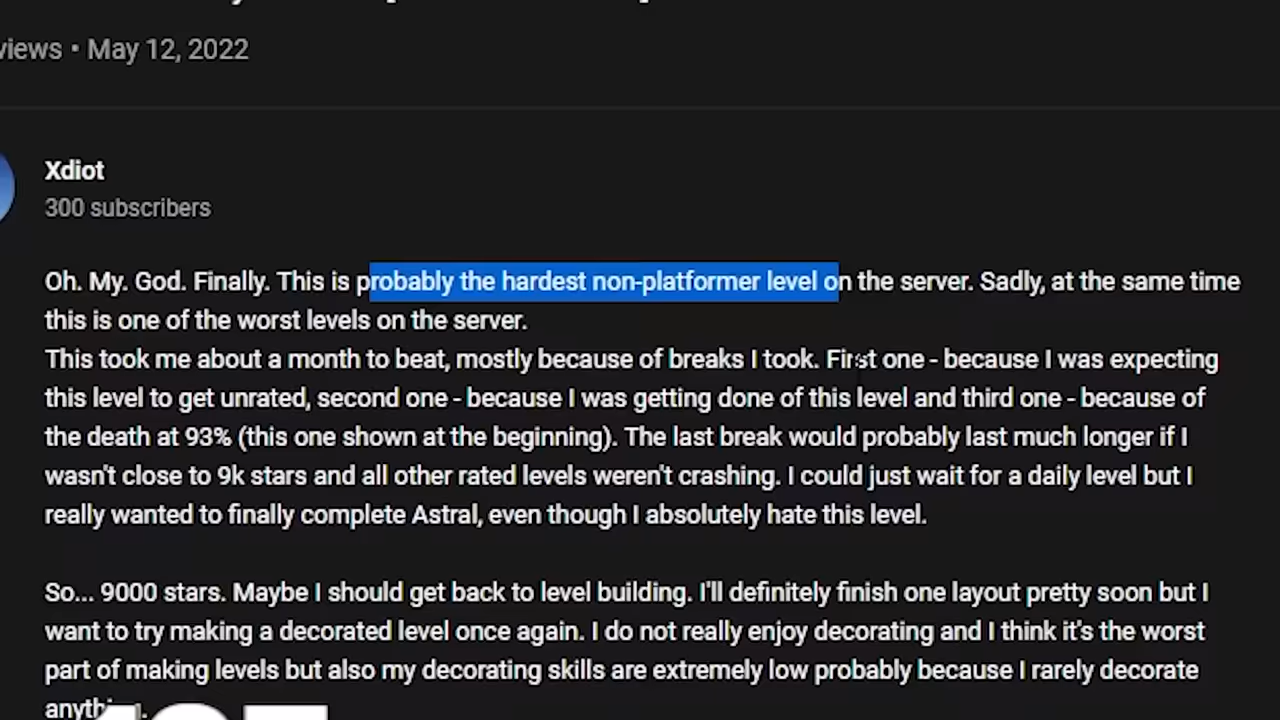 views • May 12, 2022
Xdiot
300 subscribers
Oh. My. God. Finally. This is probably the hardest non-platformer level on the server. Sadly, at the same time
this is one of the worst levels on the server.
This took me about a month to beat, mostly because of breaks I took. First one - because I was expecting
this level to get unrated, second one - because I was getting done of this level and third one - because of
the death at 93% (this one shown at the beginning). The last break would probably last much longer if I
wasn't close to 9k stars and all other rated levels weren't crashing. I could just wait for a daily level but I
really wanted to finally complete Astral, even though I absolutely hate this level.
So... 9000 stars. Maybe I should get back to level building. I'll definitely finish one layout pretty soon but I
want to try making a decorated level once again. I do not really enjoy decorating and I think it's the worst
part of making levels but also my decorating skills are extremely low probably because I rarely decorate
anything.